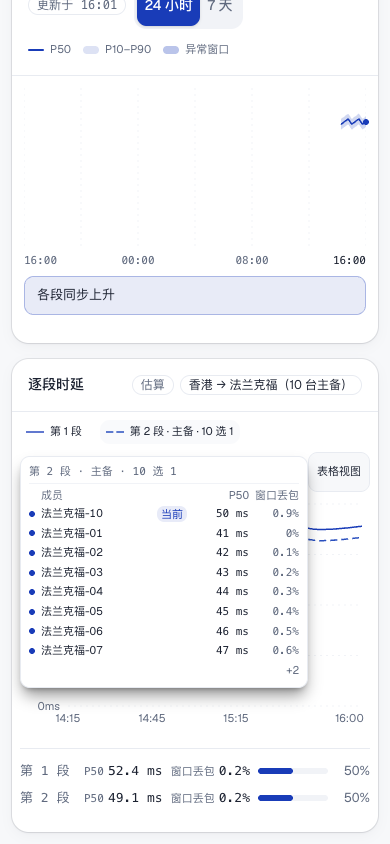 更新于 16:01 24 小时 7 天
P50 P10–P90 异常窗口
16:00 00:00 08:00 16:00
各段同步上升
逐段时延 估算 香港 → 法兰克福（10 台主备）
第 1 段 第 2 段 · 主备 · 10 选 1
表格视图
第 2 段 · 主备 · 10 选 1
成员 P50 窗口丢包
法兰克福-10 当前 50 ms 0.9%
法兰克福-01 41 ms 0%
法兰克福-02 42 ms 0.1%
法兰克福-03 43 ms 0.2%
法兰克福-04 44 ms 0.3%
法兰克福-05 45 ms 0.4%
法兰克福-06 46 ms 0.5%
法兰克福-07 47 ms 0.6%
+2
0ms
14:15 14:45 15:15 16:00
第 1 段 P50 52.4 ms 窗口丢包 0.2% 50%
第 2 段 P50 49.1 ms 窗口丢包 0.2% 50%